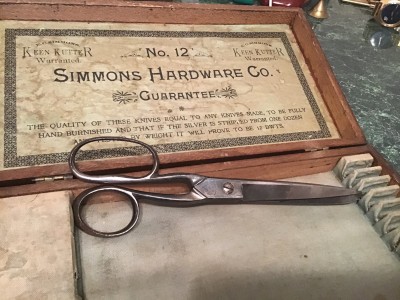 KEEN KUTTER
Warranted.
No. 12
KEEN KUTTER
Warranted.
SIMMONS HARDWARE Co.
GUARANTEE
THE QUALITY OF THESE KNIVES EQUAL TO ANY KNIVES MADE, TO BE FULLY
HAND BURNISHED AND THAT IF THE SILVER IS STRIPPED FROM ONE DOZEN
BY WEIGHT IT WILL PROVE TO BE 12 DWTS.